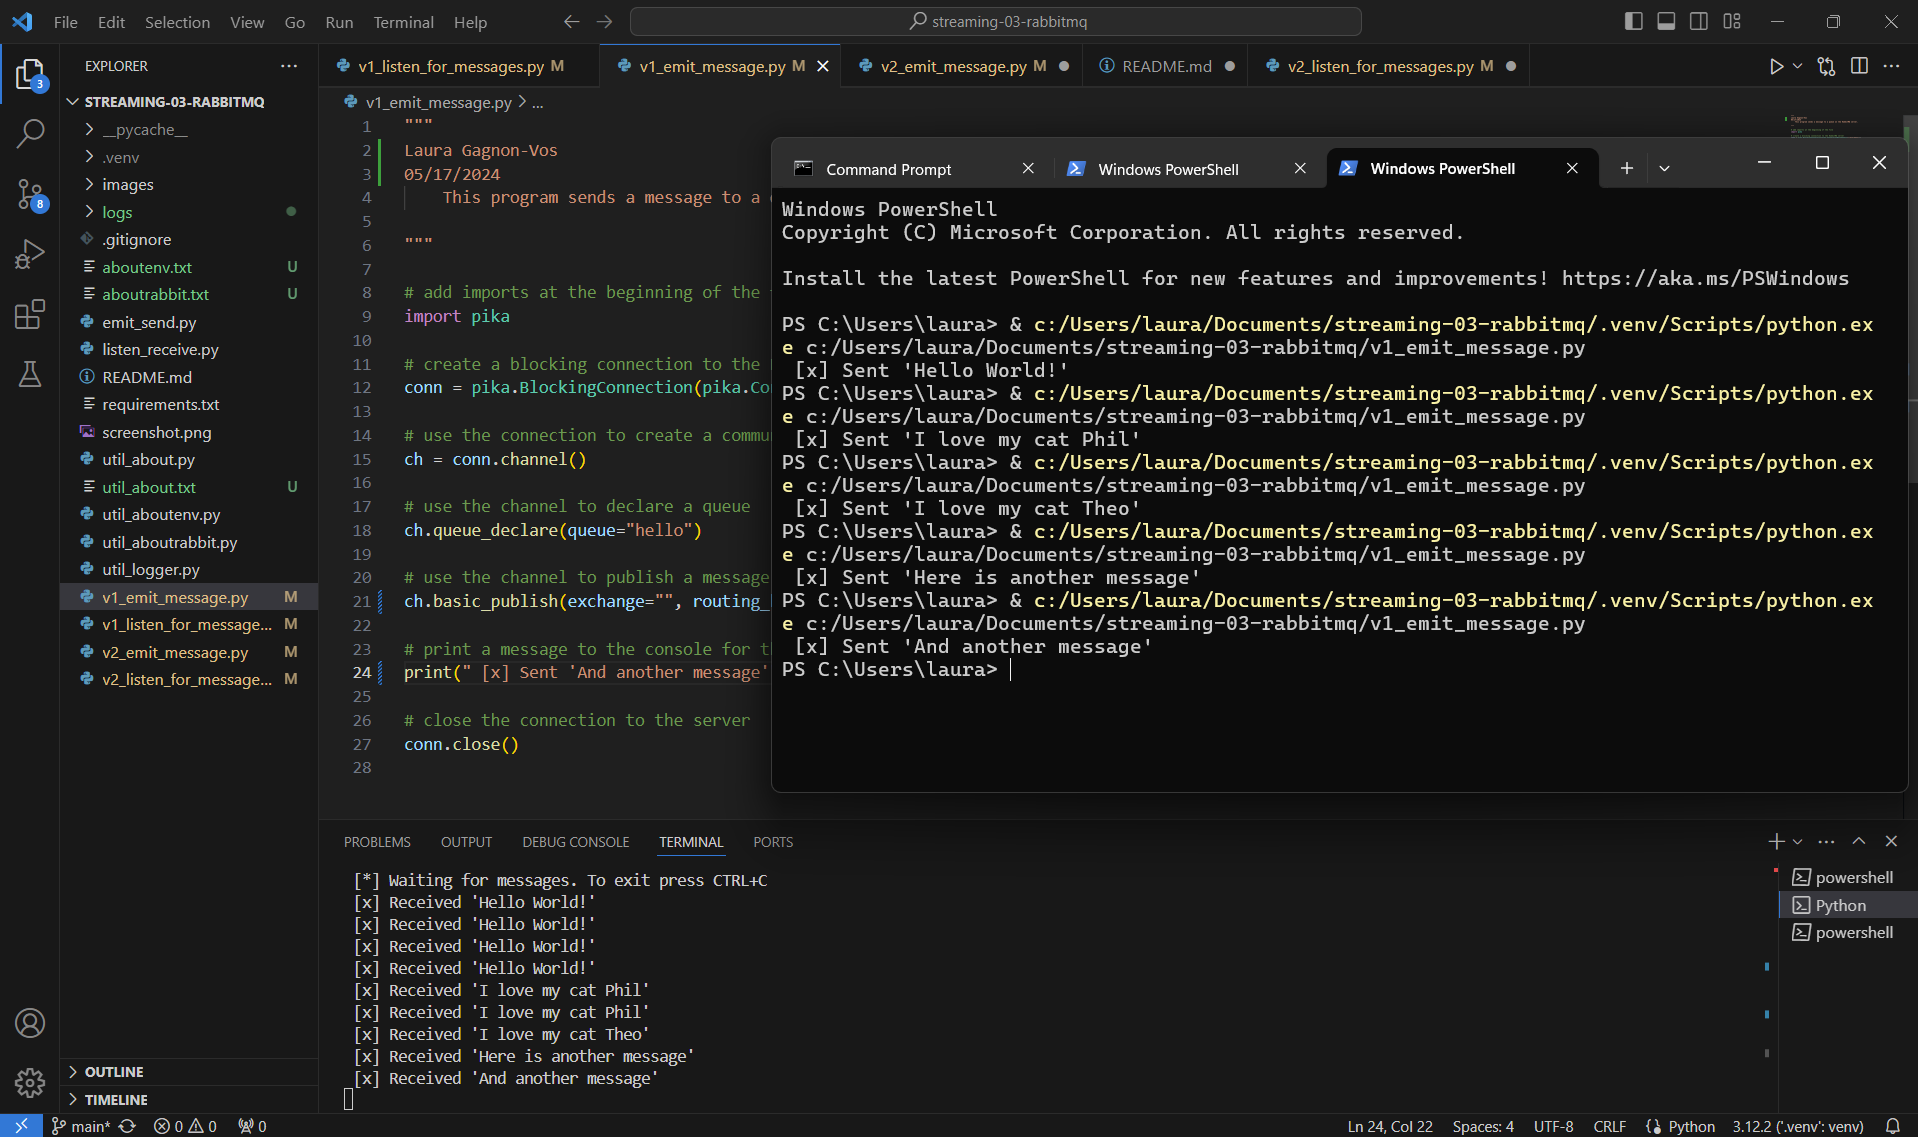 File Edit Selection View Go Run Terminal Help
streaming-03-rabbitmq
EXPLORER
STREAMING-03-RABBITMQ
__pycache__
.venv
images
logs
.gitignore
aboutenv.txt U
aboutrabbit.txt U
emit_send.py
listen_receive.py
README.md
requirements.txt
screenshot.png
util_about.py
util_about.txt U
util_aboutenv.py
util_aboutrabbit.py
util_logger.py
v1_emit_message.py M
v1_listen_for_message... M
v2_emit_message.py M
v2_listen_for_message... M
OUTLINE
TIMELINE
3
8
v1_listen_for_messages.py M
v1_emit_message.py M
v2_emit_message.py M
README.md
v2_listen_for_messages.py M
v1_emit_message.py > ...
1 """
2 Laura Gagnon-Vos
3 05/17/2024
4 This program sends a message to a
5
6 """
7
8 # add imports at the beginning of the
9 import pika
10
11 # create a blocking connection to the
12 conn = pika.BlockingConnection(pika.Co
13
14 # use the connection to create a commu
15 ch = conn.channel()
16
17 # use the channel to declare a queue
18 ch.queue_declare(queue="hello")
19
20 # use the channel to publish a message
21 ch.basic_publish(exchange="", routing_
22
23 # print a message to the console for th
24 print(" [x] Sent 'And another message'
25
26 # close the connection to the server
27 conn.close()
28
Command Prompt
Windows PowerShell
Windows PowerShell
Windows PowerShell
Copyright (C) Microsoft Corporation. All rights reserved.
Install the latest PowerShell for new features and improvements! https://aka.ms/PSWindows
PS C:\Users\laura> & c:/Users/laura/Documents/streaming-03-rabbitmq/.venv/Scripts/python.ex
e c:/Users/laura/Documents/streaming-03-rabbitmq/v1_emit_message.py
[x] Sent 'Hello World!'
PS C:\Users\laura> & c:/Users/laura/Documents/streaming-03-rabbitmq/.venv/Scripts/python.ex
e c:/Users/laura/Documents/streaming-03-rabbitmq/v1_emit_message.py
[x] Sent 'I love my cat Phil'
PS C:\Users\laura> & c:/Users/laura/Documents/streaming-03-rabbitmq/.venv/Scripts/python.ex
e c:/Users/laura/Documents/streaming-03-rabbitmq/v1_emit_message.py
[x] Sent 'I love my cat Theo'
PS C:\Users\laura> & c:/Users/laura/Documents/streaming-03-rabbitmq/.venv/Scripts/python.ex
e c:/Users/laura/Documents/streaming-03-rabbitmq/v1_emit_message.py
[x] Sent 'Here is another message'
PS C:\Users\laura> & c:/Users/laura/Documents/streaming-03-rabbitmq/.venv/Scripts/python.ex
e c:/Users/laura/Documents/streaming-03-rabbitmq/v1_emit_message.py
[x] Sent 'And another message'
PS C:\Users\laura>
PROBLEMS OUTPUT DEBUG CONSOLE TERMINAL PORTS
[*] Waiting for messages. To exit press CTRL+C
[x] Received 'Hello World!'
[x] Received 'Hello World!'
[x] Received 'Hello World!'
[x] Received 'Hello World!'
[x] Received 'I love my cat Phil'
[x] Received 'I love my cat Phil'
[x] Received 'I love my cat Theo'
[x] Received 'Here is another message'
[x] Received 'And another message'
powershell
Python
powershell
main* 0 0 0
Ln 24, Col 22 Spaces: 4 UTF-8 CRLF Python 3.12.2 ('.venv': venv)